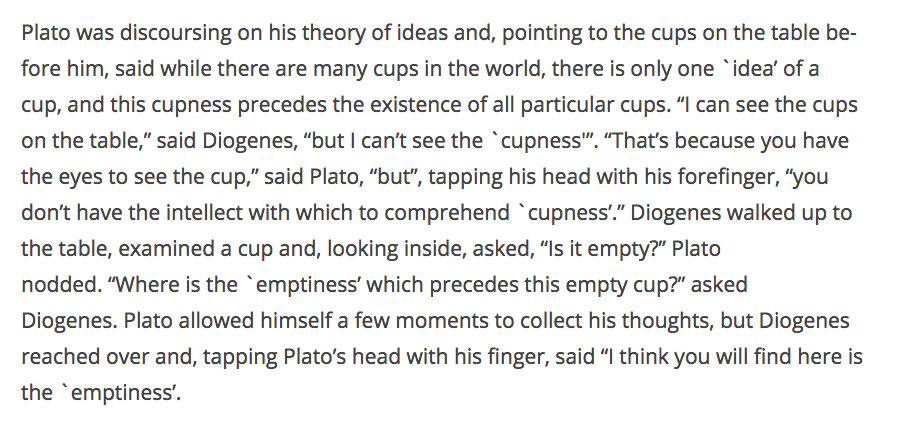 Plato was discoursing on his theory of ideas and, pointing to the cups on the table be-
fore him, said while there are many cups in the world, there is only one `idea’ of a
cup, and this cupness precedes the existence of all particular cups. “I can see the cups
on the table,” said Diogenes, “but I can’t see the `cupness'”. “That’s because you have
the eyes to see the cup,” said Plato, “but”, tapping his head with his forefinger, “you
don’t have the intellect with which to comprehend `cupness’.” Diogenes walked up to
the table, examined a cup and, looking inside, asked, “Is it empty?” Plato
nodded. “Where is the `emptiness’ which precedes this empty cup?” asked
Diogenes. Plato allowed himself a few moments to collect his thoughts, but Diogenes
reached over and, tapping Plato’s head with his finger, said “I think you will find here is
the `emptiness’.